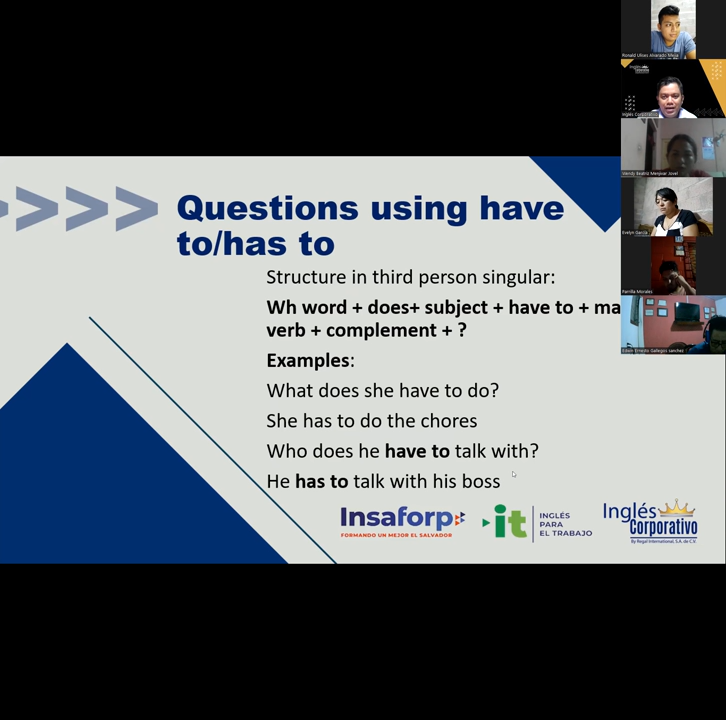 Questions using have
to/has to
Structure in third person singular:
Wh word + does+ subject + have to + ma
verb + complement + ?
Examples:
What does she have to do?
She has to do the chores
Who does he have to talk with?
He has to talk with his boss
Insaforp
FORMANDO UN MEJOR EL SALVADOR
it
INGLÉS
PARA
EL TRABAJO
Inglés
Corporativo
By Regal International, S.A. de C.V.
Ronald Ulises Alvarado Mejia
Inglés Corporativo
Wendy Beatriz Menjivar Jovel
Evelyn Garcia
Pamilla Morales
Edwin Ernesto Gallegos sanchez